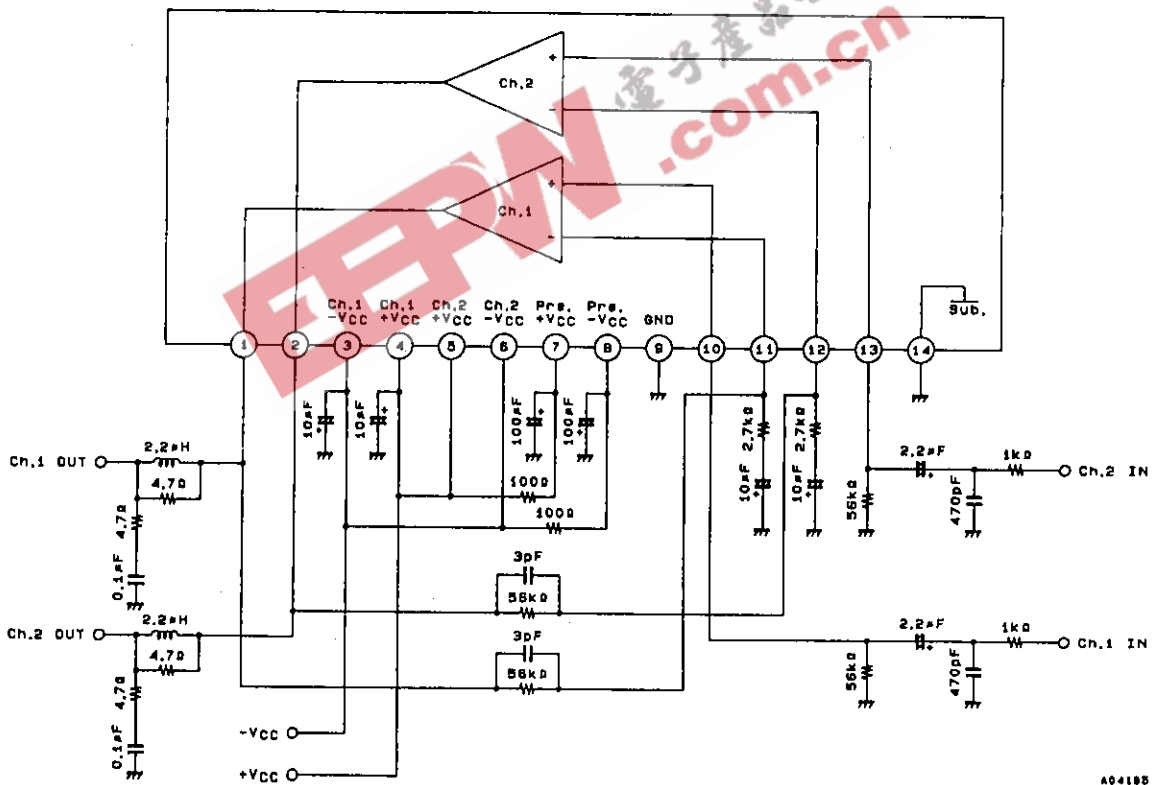 電子產品
.com.cn
EEPW
Ch.2
+
-
Ch.1
+
-
Ch.1 -VCC
Ch.1 +VCC
Ch.2 +VCC
Ch.2 -VCC
Pre. +VCC
Pre. -VCC
GND
Sub.
1 2 3 4 5 6 7 8 9 10 11 12 13 14
10μF
+
10μF
+
100μF
+
100μF
+
2.7kΩ
2.7kΩ
10μF
+
10μF
+
Ch.1 OUT
2.2μH
4.7Ω
4.7Ω
0.1μF
100Ω
100Ω
56kΩ
2.2μF
+
470pF
1kΩ
Ch.2 IN
3pF
56kΩ
Ch.2 OUT
2.2μH
4.7Ω
4.7Ω
0.1μF
3pF
56kΩ
56kΩ
2.2μF
+
470pF
1kΩ
Ch.1 IN
-VCC
+VCC
A04185